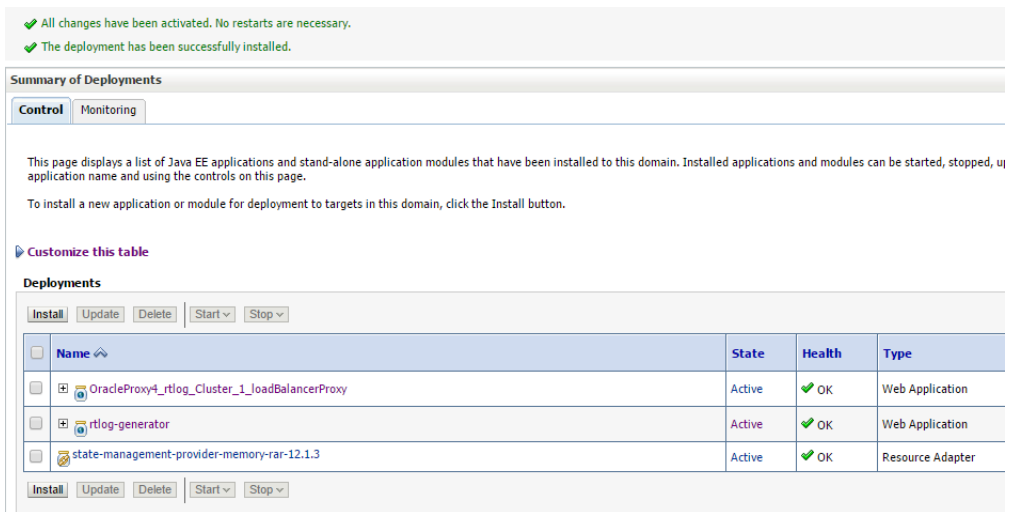 All changes have been activated. No restarts are necessary.
The deployment has been successfully installed.
Summary of Deployments
Control Monitoring
This page displays a list of Java EE applications and stand-alone application modules that have been installed to this domain. Installed applications and modules can be started, stopped,
application name and using the controls on this page.
To install a new application or module for deployment to targets in this domain, click the Install button.
Customize this table
Deployments
Install Update Delete Start Stop
Name State Health Type
OracleProxy4_rtlog_Cluster_1_loadBalancerProxy Active OK Web Application
rtlog-generator Active OK Web Application
state-management-provider-memory-rar-12.1.3 Active OK Resource Adapter
Install Update Delete Start Stop